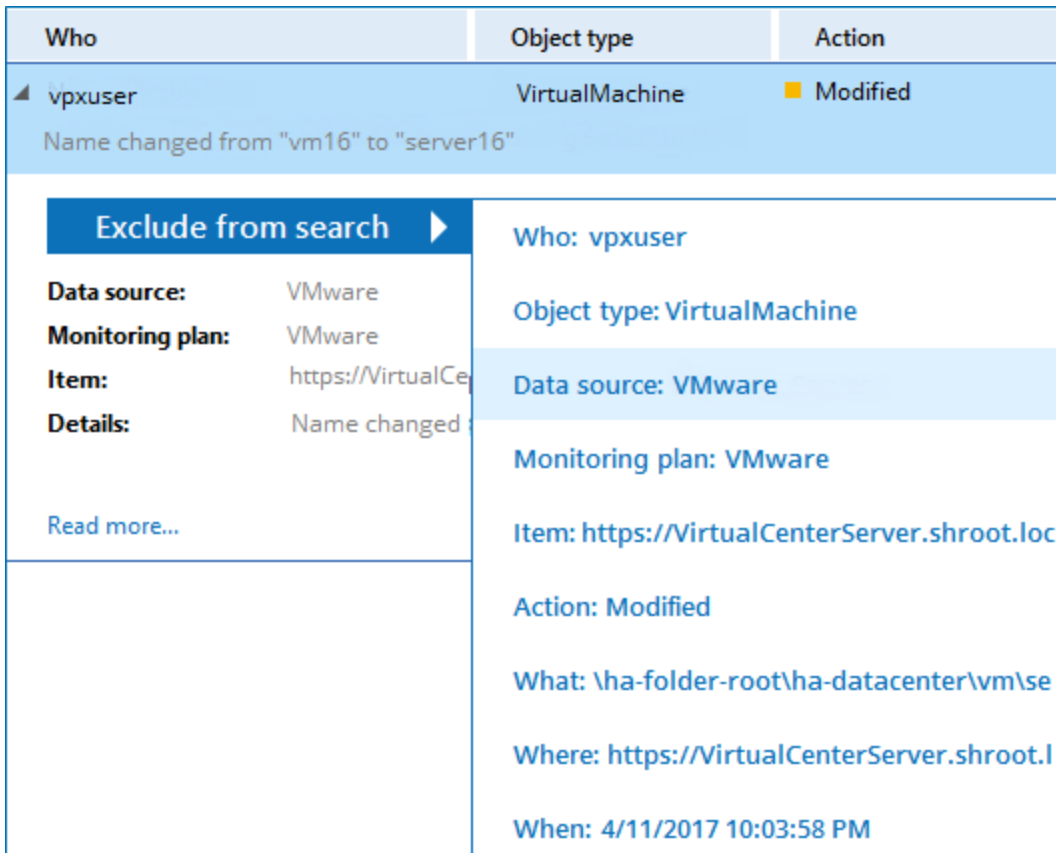 Who Object type Action
vpxuser VirtualMachine Modified
Name changed from "vm16" to "server16"
Exclude from search
Data source: VMware
Monitoring plan: VMware
Item: https://VirtualCe
Details: Name changed
Read more...
Who: vpxuser
Object type: VirtualMachine
Data source: VMware
Monitoring plan: VMware
Item: https://VirtualCenterServer.shroot.loc
Action: Modified
What: \ha-folder-root\ha-datacenter\vm\se
Where: https://VirtualCenterServer.shroot.l
When: 4/11/2017 10:03:58 PM